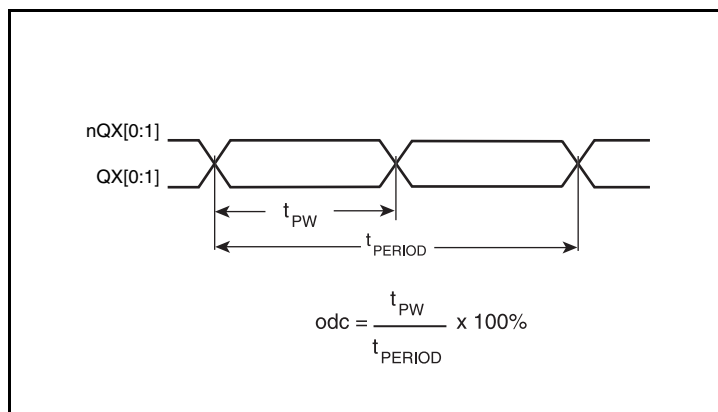 nQX[0:1]
QX[0:1]
tPW
tPERIOD
odc = tPW / tPERIOD x 100%